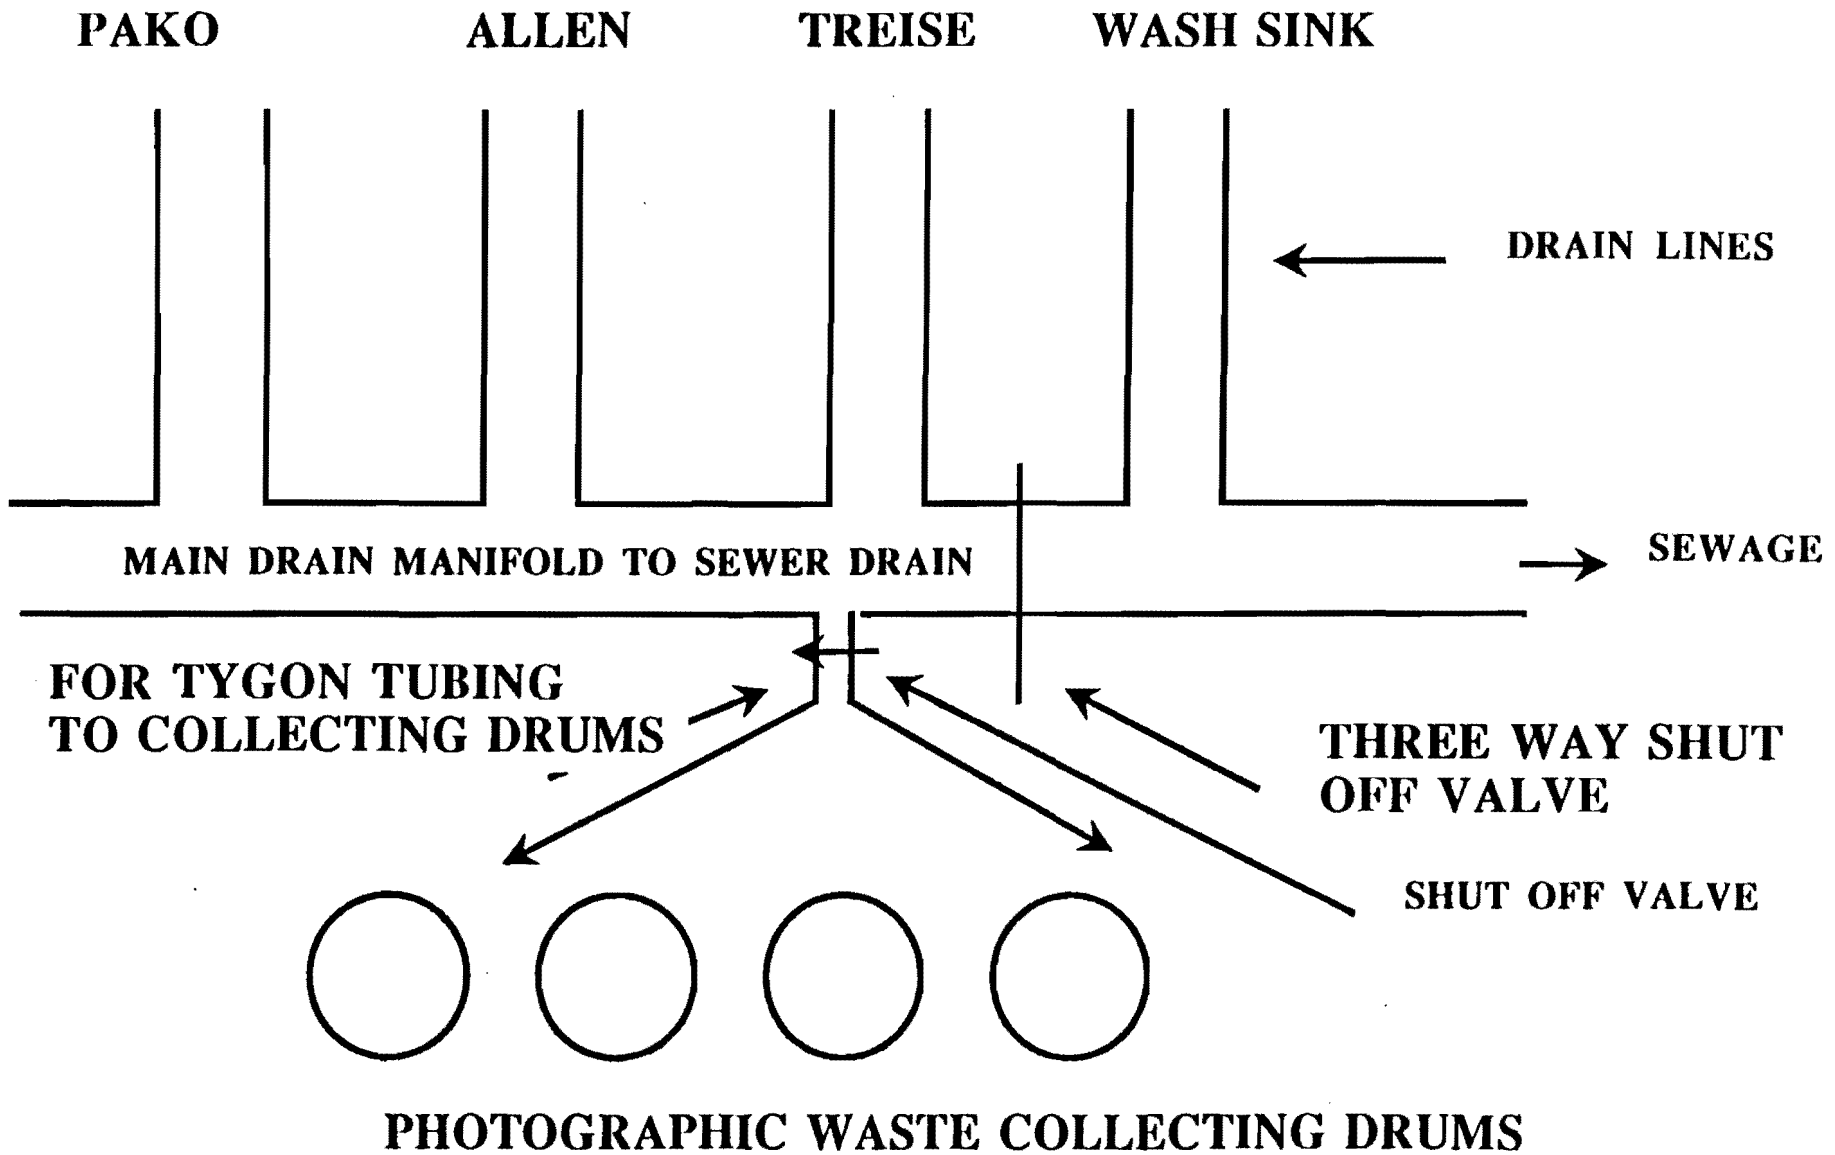 PAKO
ALLEN
TREISE
WASH SINK
DRAIN LINES
MAIN DRAIN MANIFOLD TO SEWER DRAIN
SEWAGE
FOR TYGON TUBING
TO COLLECTING DRUMS
THREE WAY SHUT
OFF VALVE
SHUT OFF VALVE
PHOTOGRAPHIC WASTE COLLECTING DRUMS